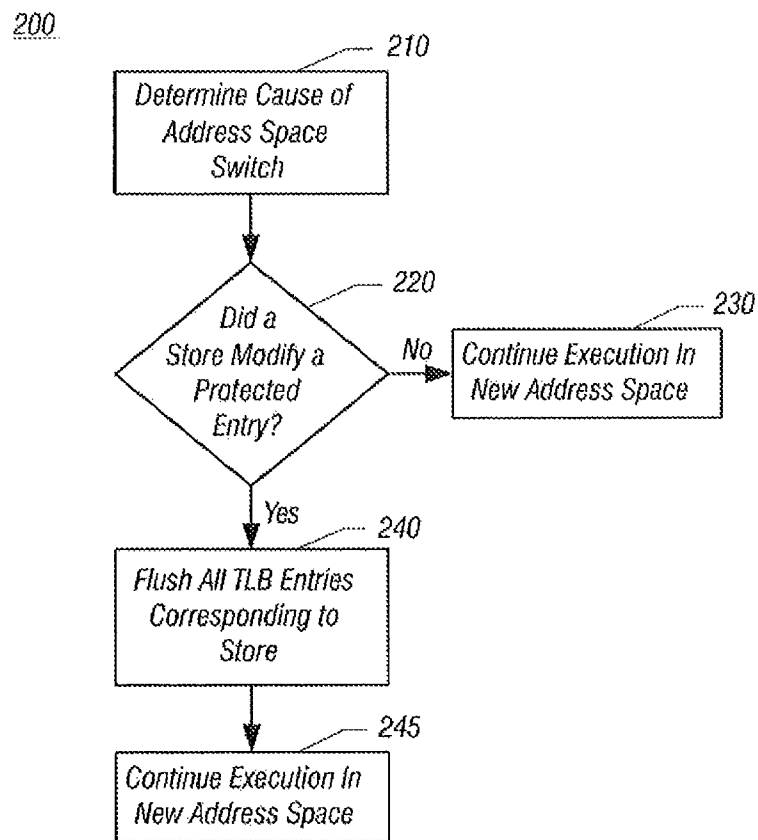 200
210
Determine Cause of
Address Space
Switch
220
Did a
Store Modify a
Protected
Entry?
No
230
Continue Execution In
New Address Space
Yes
240
Flush All TLB Entries
Corresponding to
Store
245
Continue Execution In
New Address Space